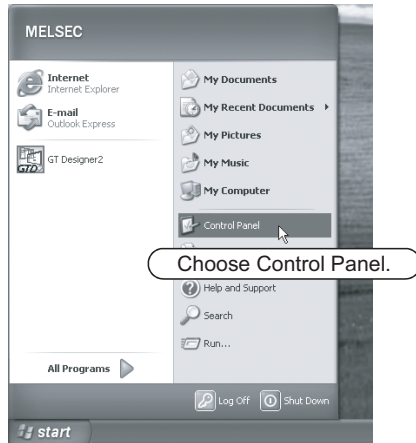 MELSEC
Internet
Internet Explorer
E-mail
Outlook Express
GT Designer2
All Programs
My Documents
My Recent Documents
My Pictures
My Music
My Computer
Control Panel
Choose Control Panel.
Help and Support
Search
Run...
Log Off
Shut Down
start